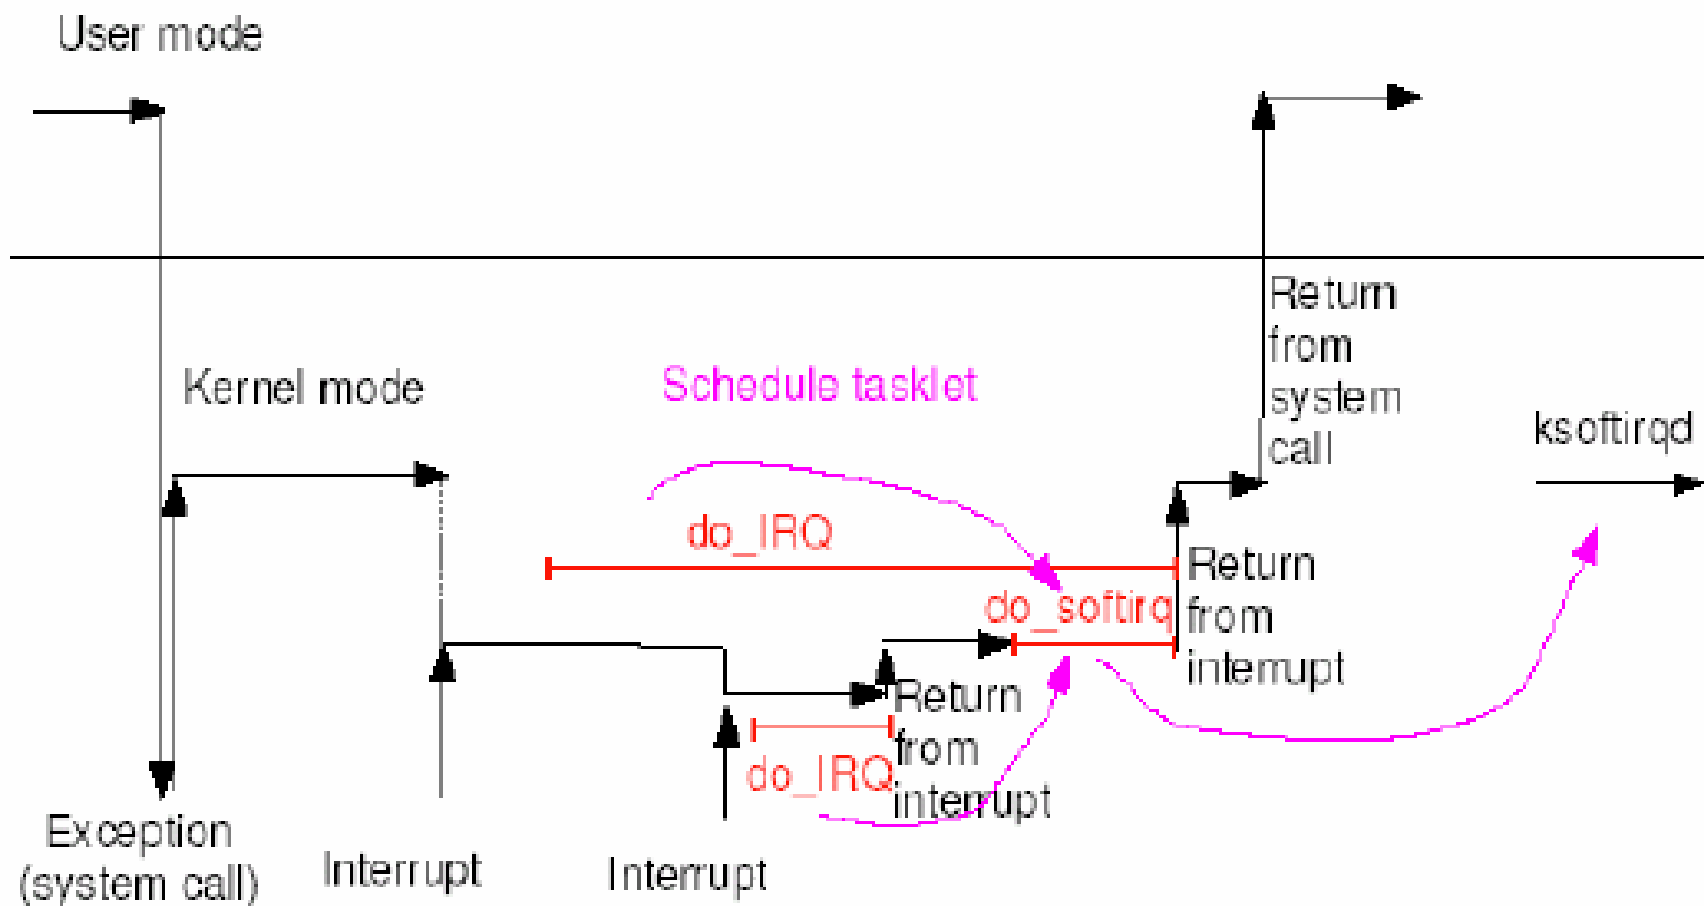 User mode
Kernel mode
Schedule tasklet
Return
from
system
call
ksoftirqd
do_IRQ
do_softirq
Return
from
interrupt
Return
from
interrupt
do_IRQ
Exception
(system call)
Interrupt
Interrupt